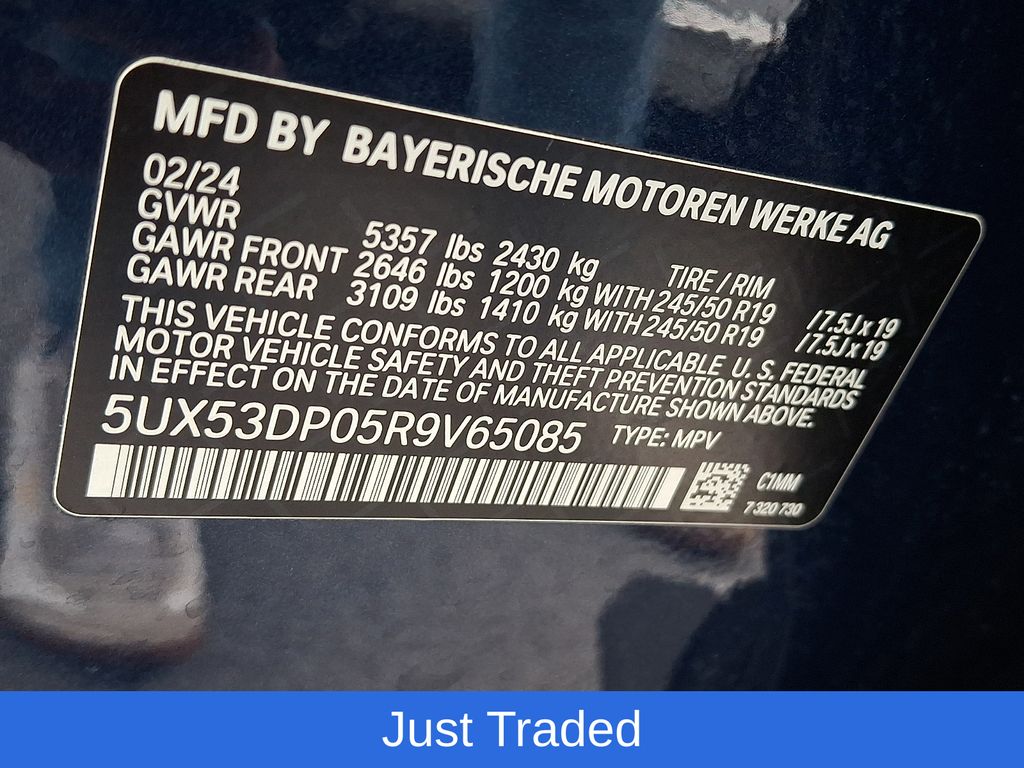 MFD BY BAYERISCHE MOTOREN WERKE AG
02/24
GVWR 5357 lbs 2430 kg TIRE / RIM
GAWR FRONT 2646 lbs 1200 kg WITH 245/50 R19 / 7.5J x 19
GAWR REAR 3109 lbs 1410 kg WITH 245/50 R19 / 7.5J x 19
THIS VEHICLE CONFORMS TO ALL APPLICABLE U. S. FEDERAL
MOTOR VEHICLE SAFETY AND THEFT PREVENTION STANDARDS
IN EFFECT ON THE DATE OF MANUFACTURE SHOWN ABOVE.
5UX53DP05R9V65085 TYPE: MPV
C1MM
7 320 730
Just Traded